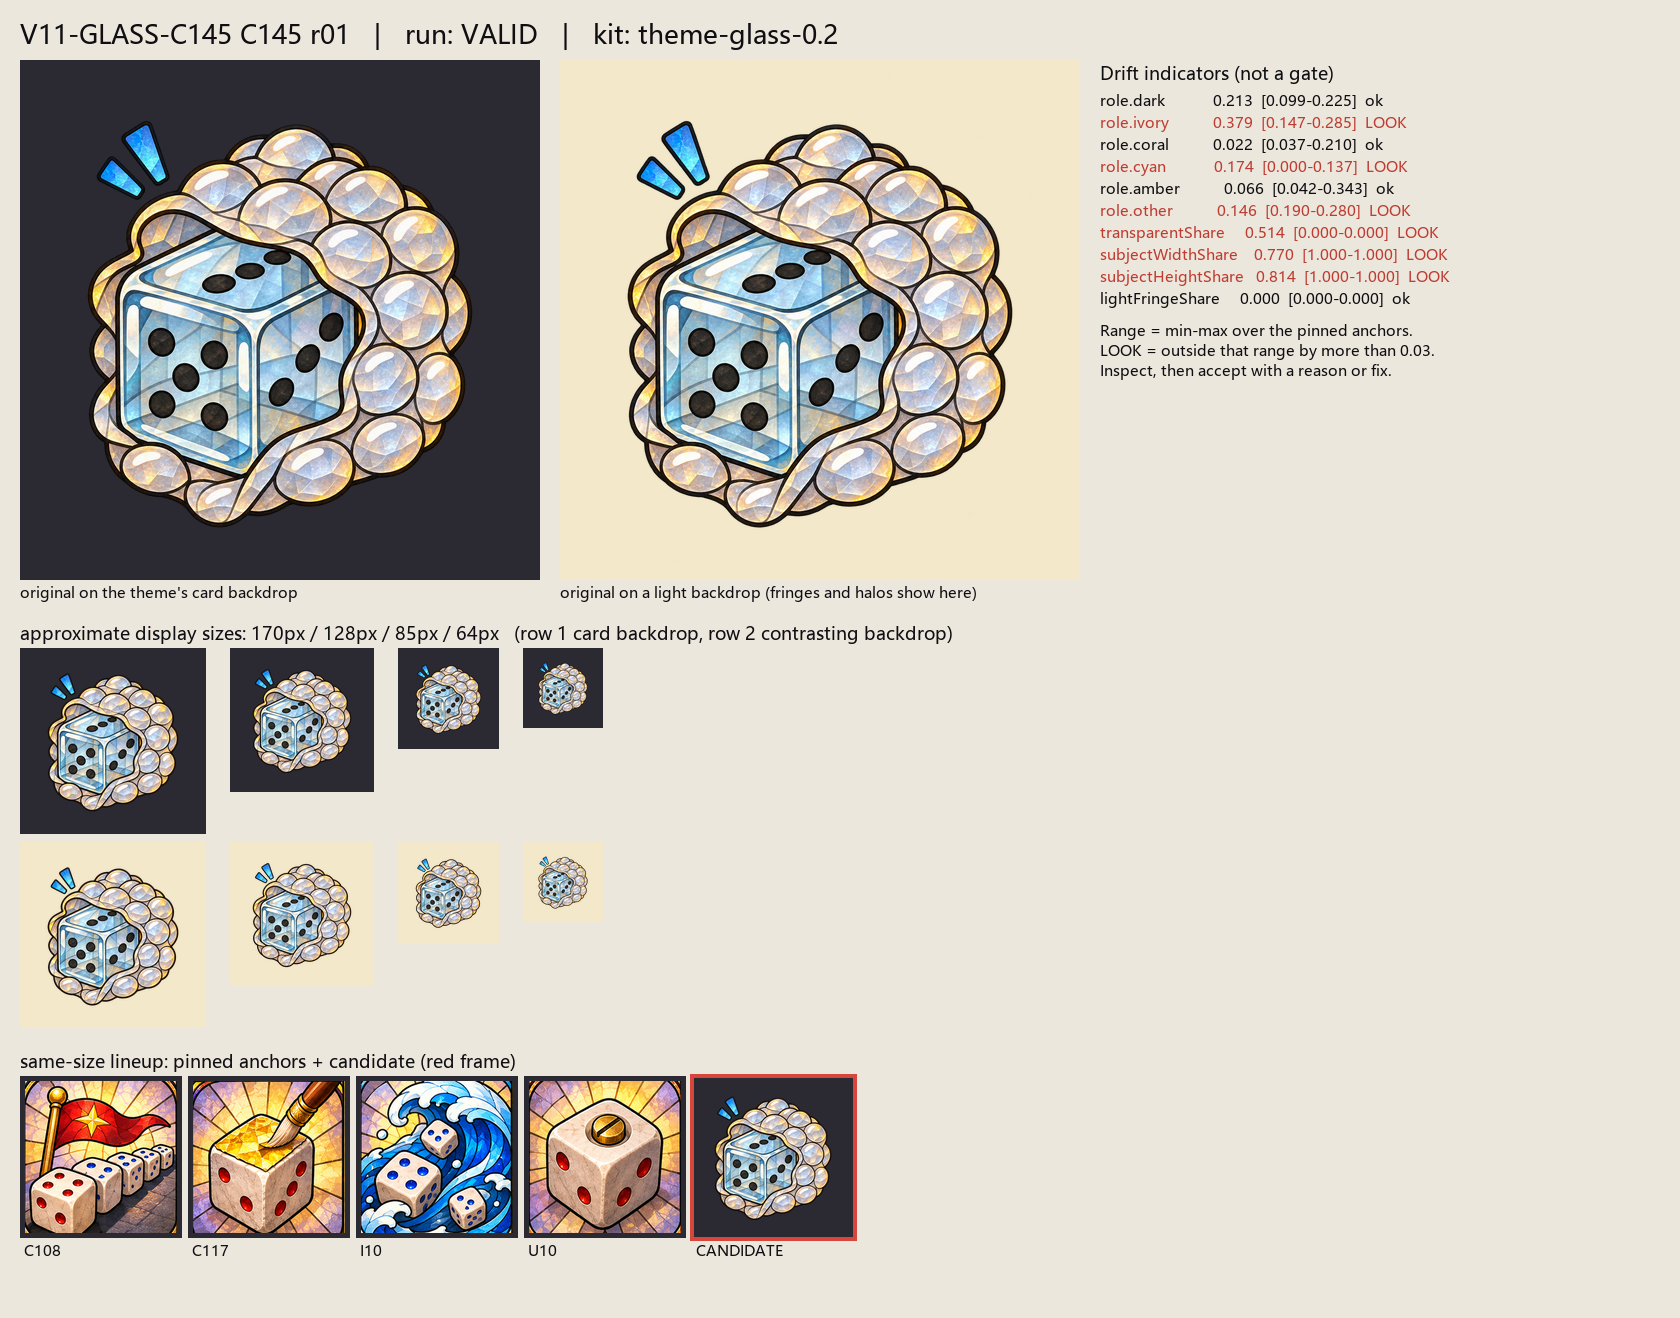 V11-GLASS-C145 C145 r01 | run: VALID | kit: theme-glass-0.2
Drift indicators (not a gate)
role.dark 0.213 [0.099-0.225] ok
role.ivory 0.379 [0.147-0.285] LOOK
role.coral 0.022 [0.037-0.210] ok
role.cyan 0.174 [0.000-0.137] LOOK
role.amber 0.066 [0.042-0.343] ok
role.other 0.146 [0.190-0.280] LOOK
transparentShare 0.514 [0.000-0.000] LOOK
subjectWidthShare 0.770 [1.000-1.000] LOOK
subjectHeightShare 0.814 [1.000-1.000] LOOK
lightFringeShare 0.000 [0.000-0.000] ok
Range = min-max over the pinned anchors.
LOOK = outside that range by more than 0.03.
Inspect, then accept with a reason or fix.
original on the theme's card backdrop
original on a light backdrop (fringes and halos show here)
approximate display sizes: 170px / 128px / 85px / 64px (row 1 card backdrop, row 2 contrasting backdrop)
same-size lineup: pinned anchors + candidate (red frame)
C108
C117
I10
U10
CANDIDATE